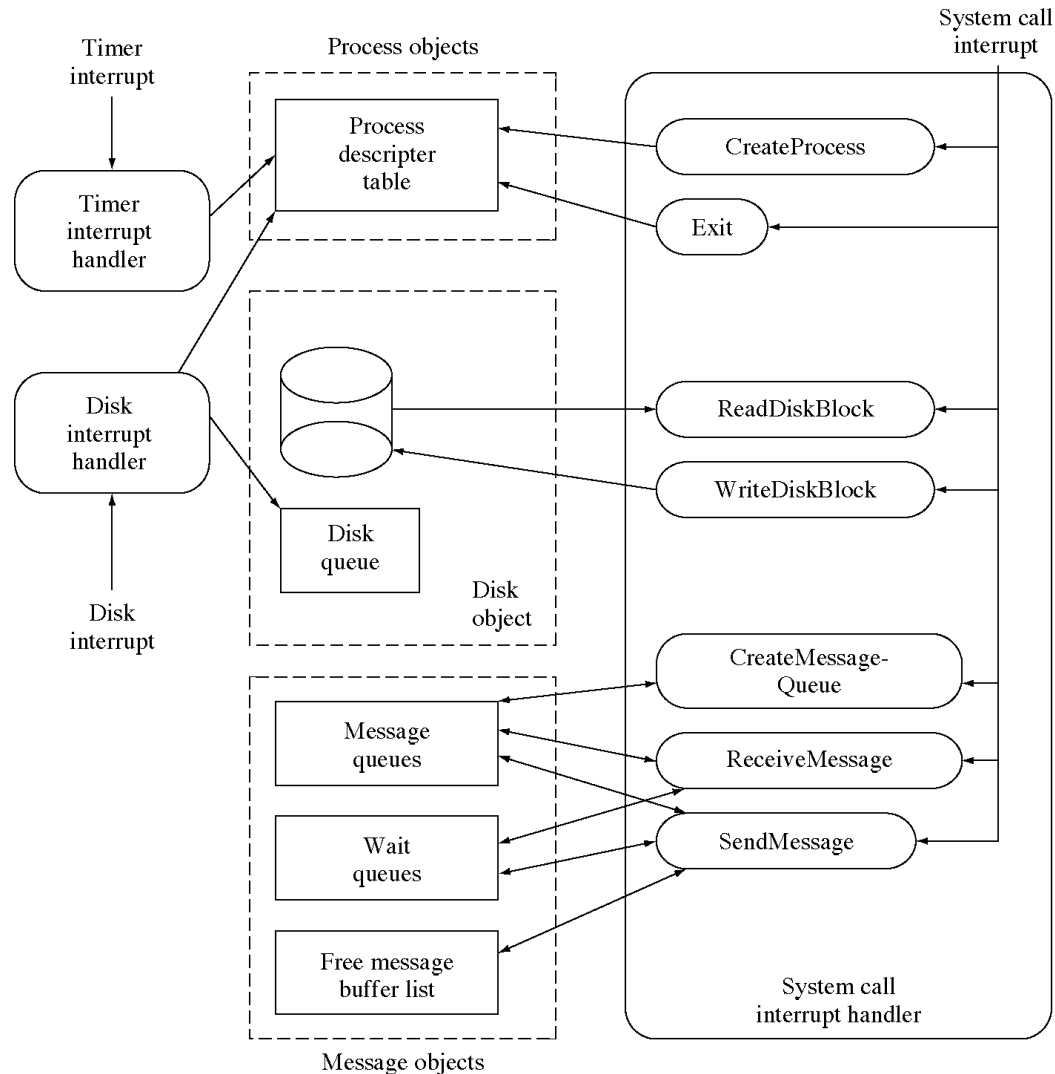 Timer
interrupt
Process objects
System call
interrupt
Process
descripter
table
CreateProcess
Timer
interrupt
handler
Exit
Disk
interrupt
handler
ReadDiskBlock
WriteDiskBlock
Disk
queue
Disk
object
Disk
interrupt
CreateMessage-
Queue
Message
queues
ReceiveMessage
Wait
queues
SendMessage
Free message
buffer list
System call
interrupt handler
Message objects